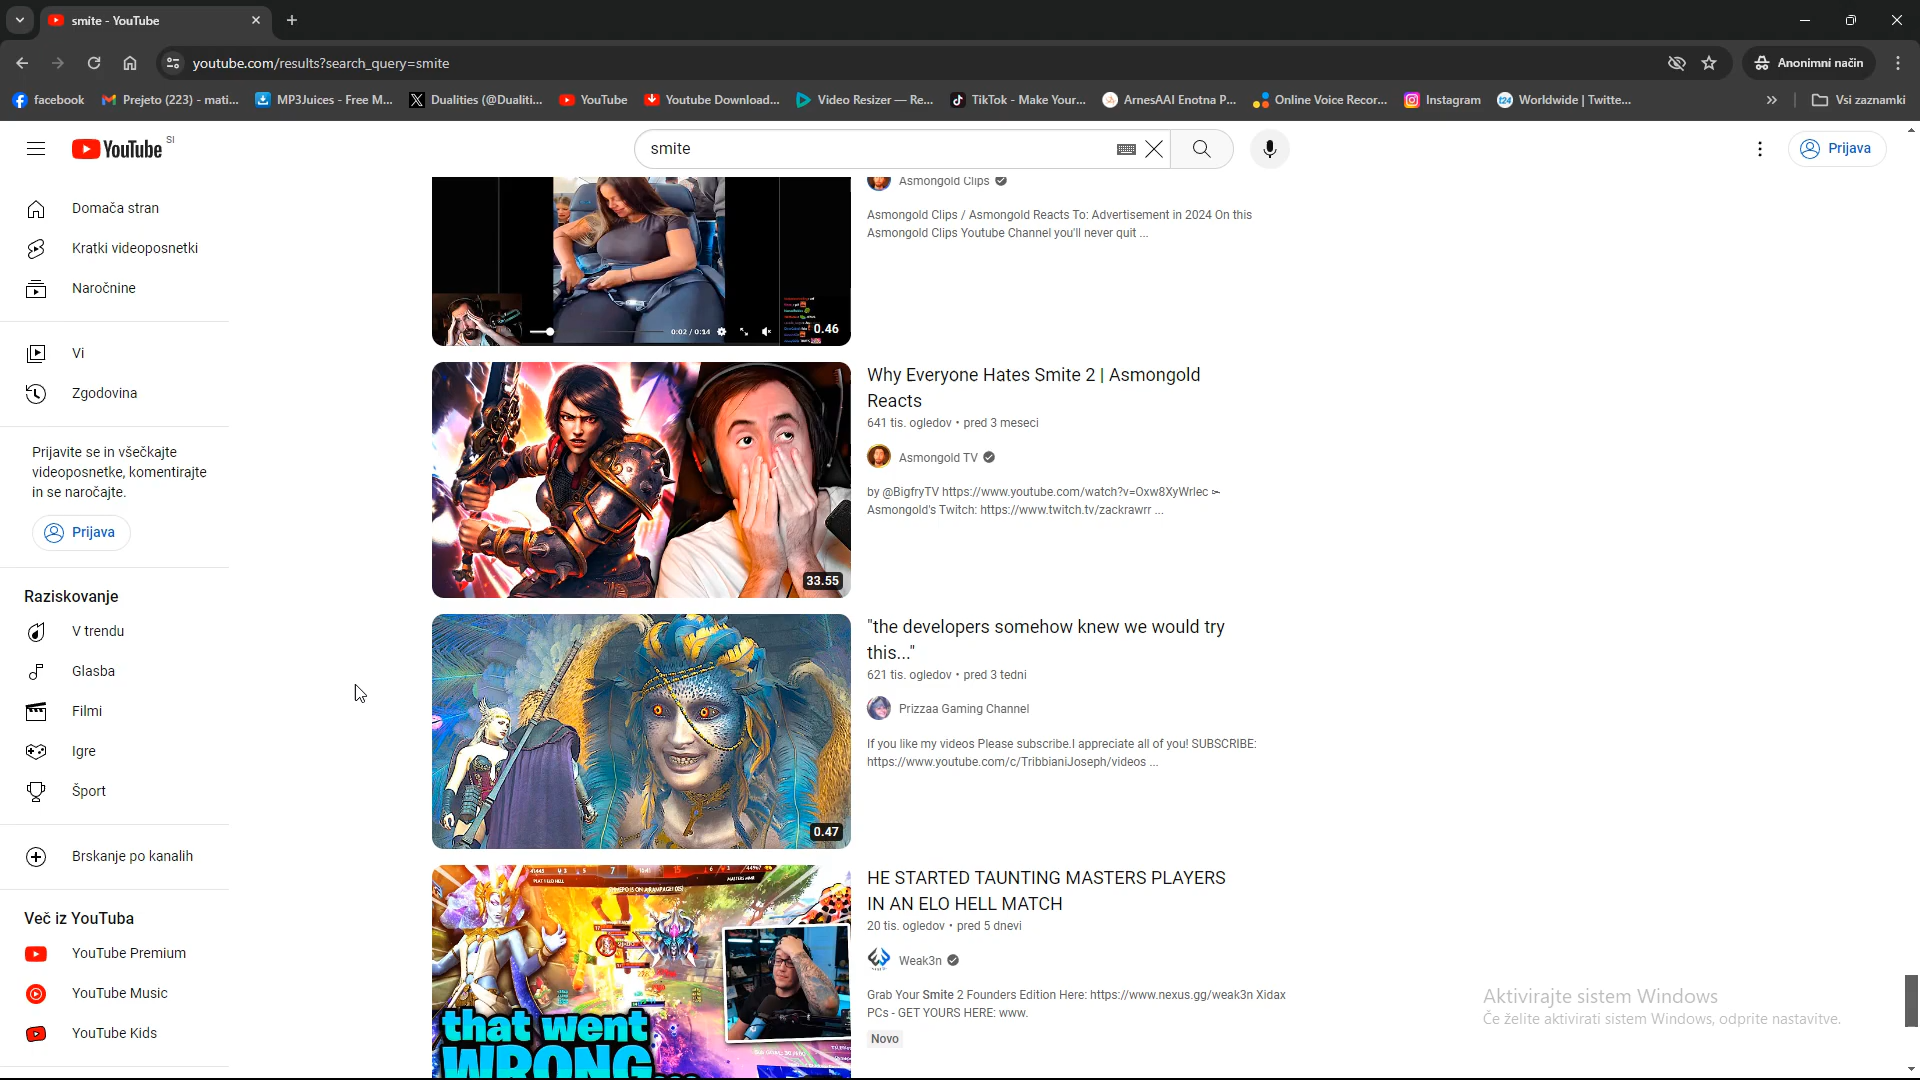 smite - YouTube
youtube.com/results?search_query=smite
Anonimni način
facebook
Prejeto (223) - mati...
MP3Juices - Free M...
Dualities (@Dualiti...
YouTube
Youtube Download...
Video Resizer — Re...
TikTok - Make Your...
ArnesAAI Enotna P...
Online Voice Recor...
Instagram
Worldwide | Twitte...
»
Vsi zaznamki
YouTube SI
smite
Prijava
Domača stran
Kratki videoposnetki
Naročnine
Vi
Zgodovina
Prijavite se in všečkajte
videoposnetke, komentirajte
in se naročajte.
Prijava
Raziskovanje
V trendu
Glasba
Filmi
Igre
Šport
Brskanje po kanalih
Več iz YouTuba
YouTube Premium
YouTube Music
YouTube Kids
0:02 / 0:14
0.46
Asmongold Clips
Asmongold Clips / Asmongold Reacts To: Advertisement in 2024 On this
Asmongold Clips Youtube Channel you'll never quit ...
33.55
Why Everyone Hates Smite 2 | Asmongold
Reacts
641 tis. ogledov • pred 3 meseci
Asmongold TV
by @BigfryTV https://www.youtube.com/watch?v=Oxw8XyWrlec ►
Asmongold's Twitch: https://www.twitch.tv/zackrawrr ...
0.47
"the developers somehow knew we would try
this..."
621 tis. ogledov • pred 3 tedni
Prizzaa Gaming Channel
If you like my videos Please subscribe.I appreciate all of you! SUBSCRIBE:
https://www.youtube.com/c/TribbianiJoseph/videos ...
that went
WRONG...
HE STARTED TAUNTING MASTERS PLAYERS
IN AN ELO HELL MATCH
20 tis. ogledov • pred 5 dnevi
Weak3n
Grab Your Smite 2 Founders Edition Here: https://www.nexus.gg/weak3n Xidax
PCs - GET YOURS HERE: www.
Novo
Aktivirajte sistem Windows
Če želite aktivirati sistem Windows, odprite nastavitve.